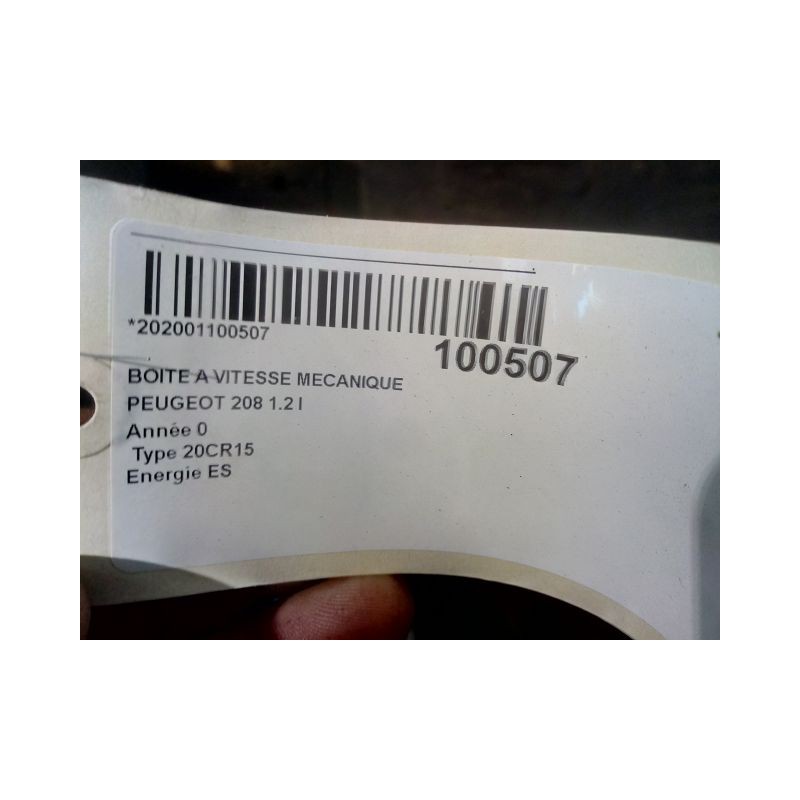 *202001100507
100507
BOITE A VITESSE MECANIQUE
PEUGEOT 208 1.2 I
Année 0
Type 20CR15
Energie ES